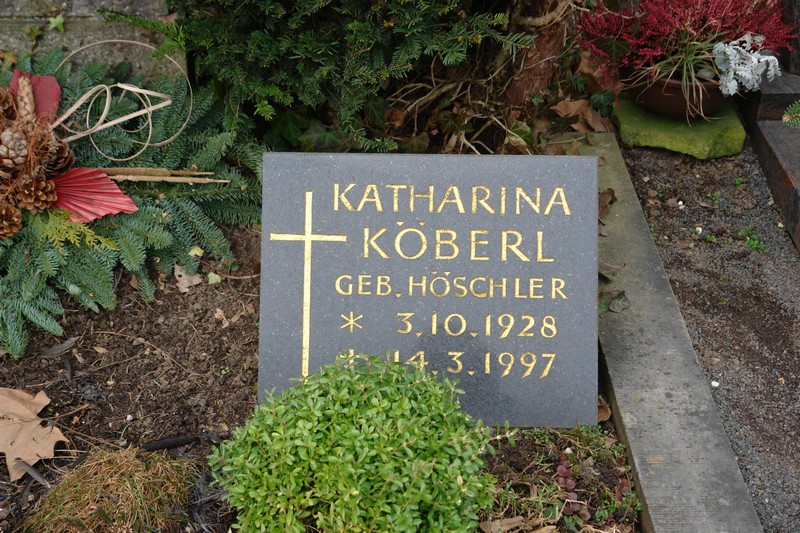 KATHARINA
KÖBERL
GEB. HÖSCHLER
* 3.10.1928
† 14.3.1997